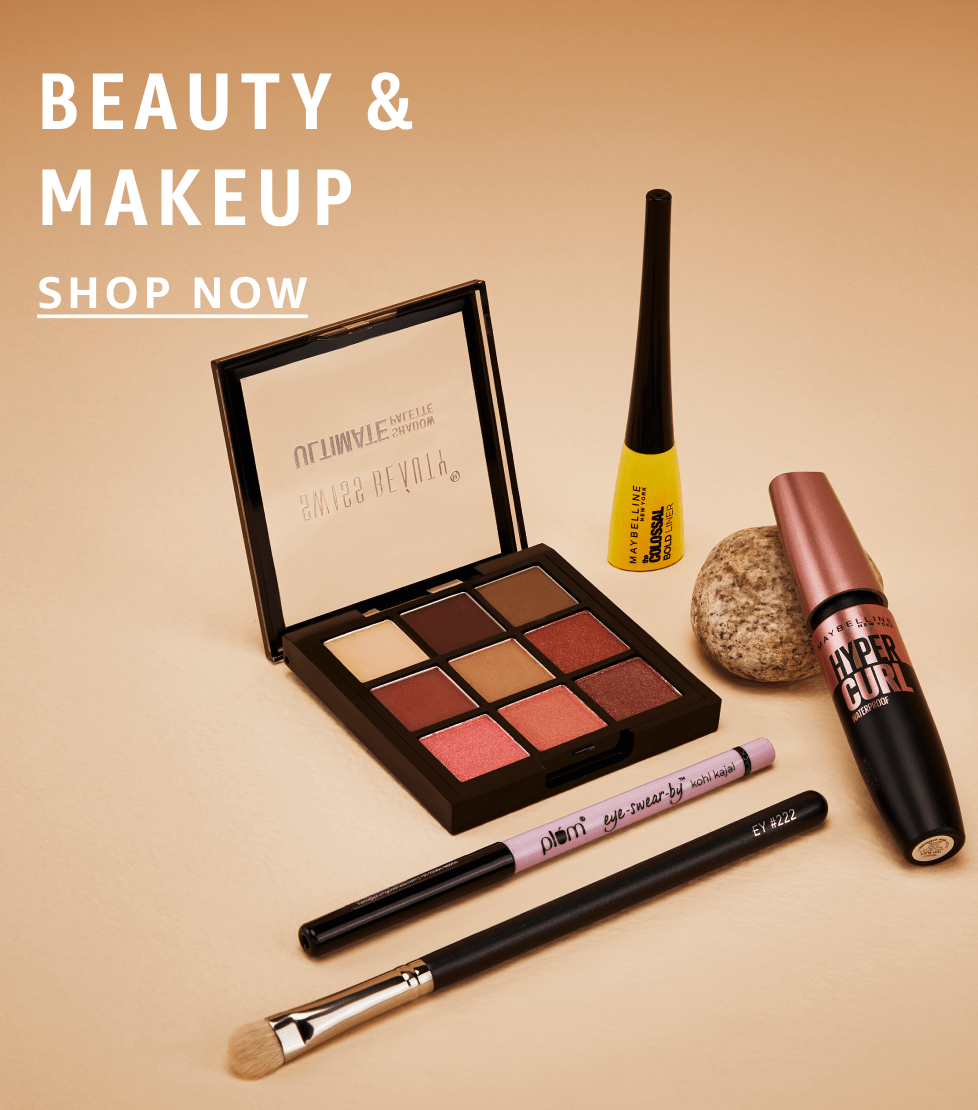 BEAUTY &
MAKEUP
SHOP NOW
ULTIMATE SHADOW PALETTE
SWISS BEAUTY®
MAYBELLINE
NEW YORK
the
COLOSSAL
BOLD LINER
MAYBELLINE
NEW YORK
HYPER
CURL
WATERPROOF
plum® eye-swear-by™ kohl kajal
EY #222